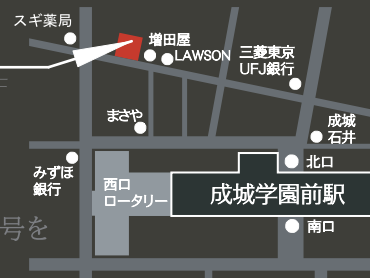 スギ薬局
増田屋
LAWSON
三菱東京
UFJ銀行
まさや
成城
石井
みずほ
銀行
西口
ロータリー
北口
成城学園前駅
南口
号を